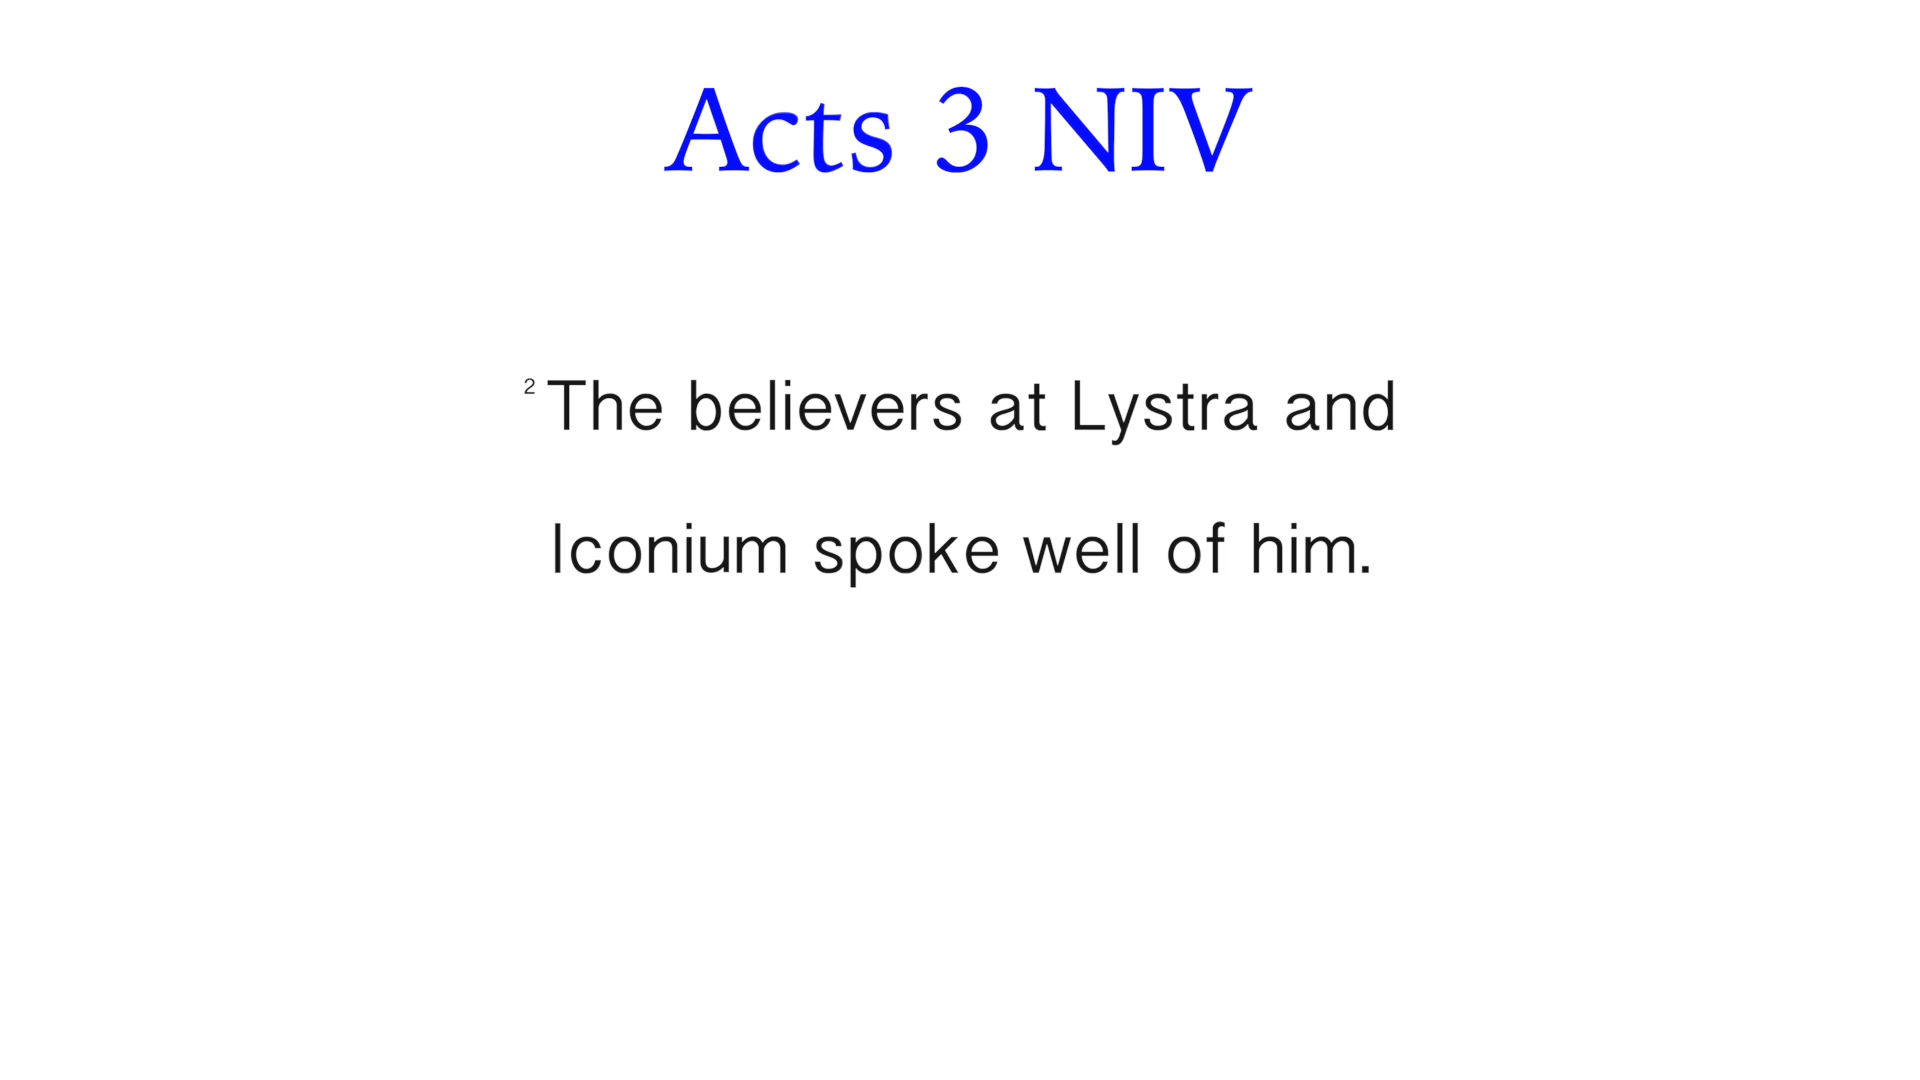 Acts 3 NIV
2 The believers at Lystra and
Iconium spoke well of him.